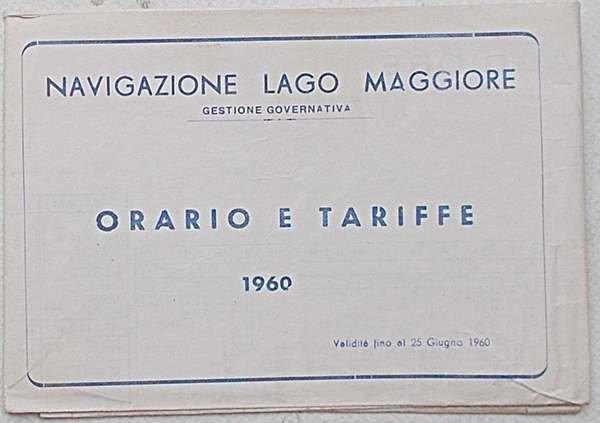 NAVIGAZIONE LAGO MAGGIORE
GESTIONE GOVERNATIVA
ORARIO E TARIFFE
1960
Validità fino al 25 Giugno 1960